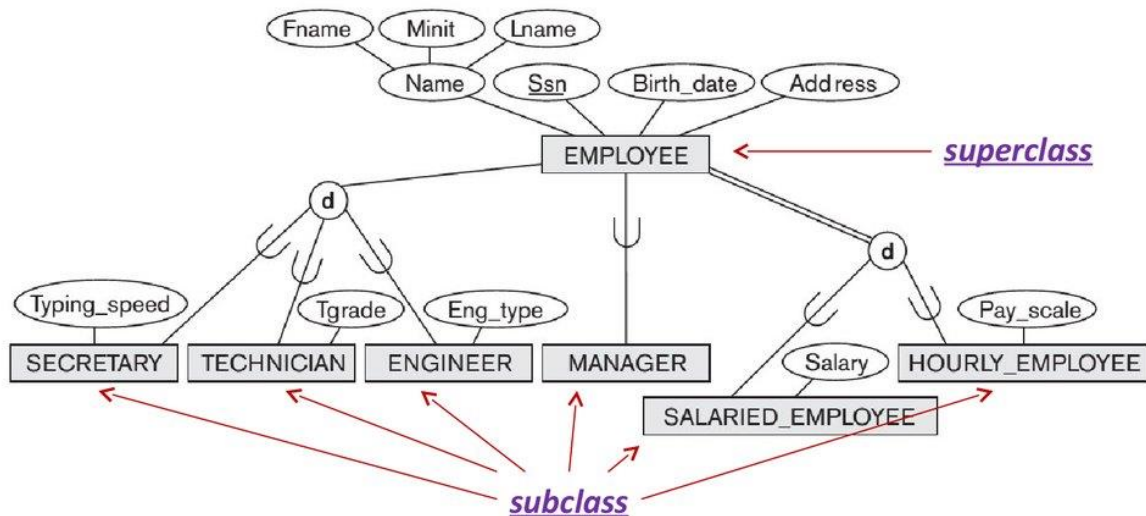 Fname Minit Lname
Name Ssn Birth_date Address
EMPLOYEE superclass
d
d
Typing_speed Tgrade Eng_type Pay_scale
SECRETARY TECHNICIAN ENGINEER MANAGER Salary HOURLY_EMPLOYEE
SALARIED_EMPLOYEE
subclass